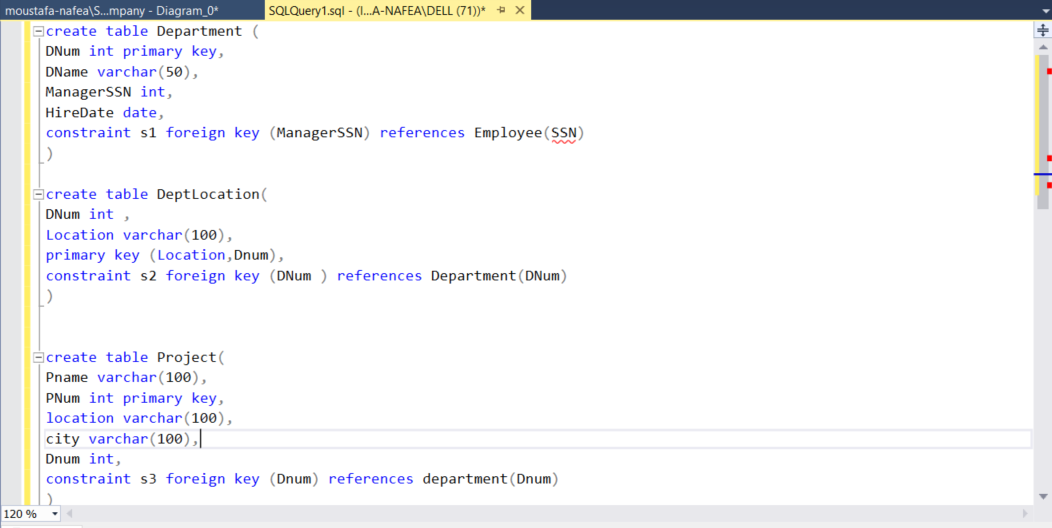 moustafa-nafea\S...mpany - Diagram_0* SQLQuery1.sql - (l...A-NAFEA\DELL (71))*
create table Department (
DNum int primary key,
DName varchar(50),
ManagerSSN int,
HireDate date,
constraint s1 foreign key (ManagerSSN) references Employee(SSN)
)
create table DeptLocation(
DNum int ,
Location varchar(100),
primary key (Location,Dnum),
constraint s2 foreign key (DNum ) references Department(DNum)
)
create table Project(
Pname varchar(100),
PNum int primary key,
location varchar(100),
city varchar(100),
Dnum int,
constraint s3 foreign key (Dnum) references department(Dnum)
)
120 %